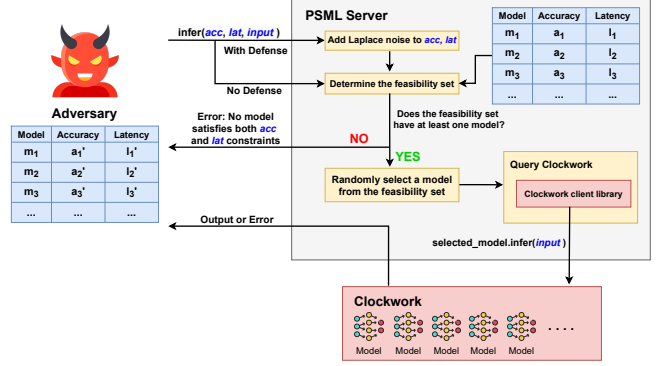 PSML Server
infer(acc, lat, input )
With Defense
No Defense
Add Laplace noise to acc, lat
Determine the feasibility set
Model Accuracy Latency
m1 a1 l1
m2 a2 l2
m3 a3 l3
... ... ...
Does the feasibility set
have at least one model?
Adversary
Model Accuracy Latency
m1 a1' l1'
m2 a2' l2'
m3 a3' l3'
... ... ...
Error: No model
satisfies both acc
and lat constraints
NO
YES
Randomly select a model
from the feasibility set
Query Clockwork
Clockwork client library
Output or Error
selected_model.infer(input )
Clockwork
Model Model Model Model Model
. . . .